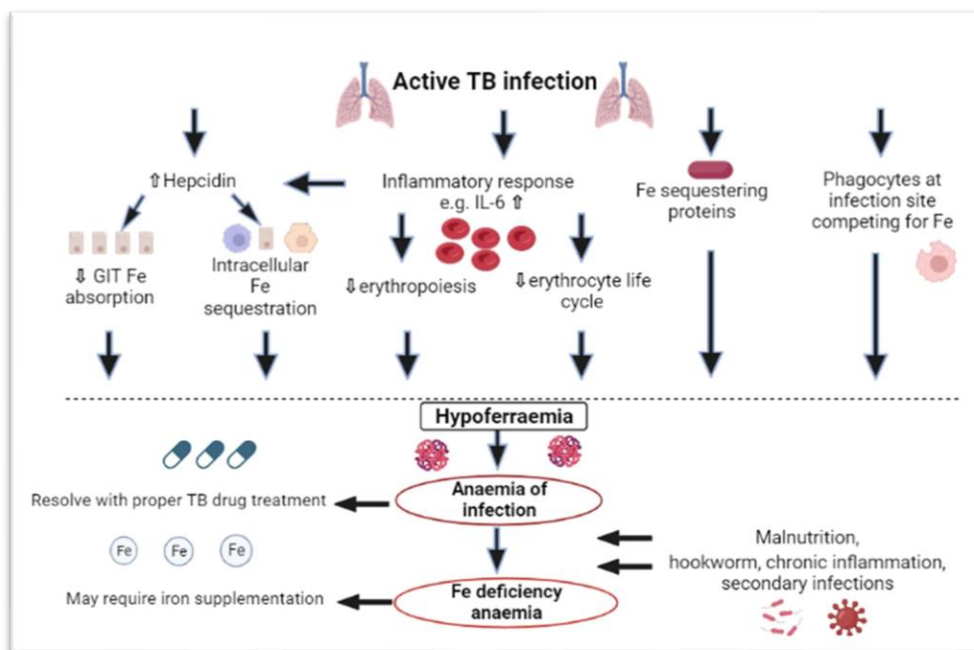 Active TB infection
⇧Hepcidin
Inflammatory response
e.g. IL-6 ⇧
Fe sequestering
proteins
Phagocytes at
infection site
competing for Fe
⇩ GIT Fe
absorption
Intracellular
Fe
sequestration
⇩erythropoiesis
⇩erythrocyte life
cycle
Hypoferraemia
Anaemia of
infection
Resolve with proper TB drug treatment
Fe
Fe
Fe
Malnutrition,
hookworm, chronic inflammation,
secondary infections
Fe deficiency
anaemia
May require iron supplementation